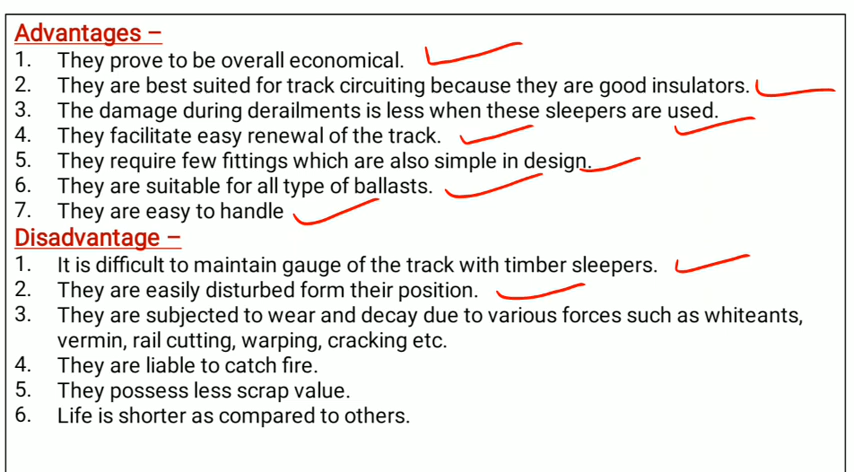 Advantages –
1. They prove to be overall economical.
2. They are best suited for track circuiting because they are good insulators.
3. The damage during derailments is less when these sleepers are used.
4. They facilitate easy renewal of the track.
5. They require few fittings which are also simple in design.
6. They are suitable for all type of ballasts.
7. They are easy to handle
Disadvantage –
1. It is difficult to maintain gauge of the track with timber sleepers.
2. They are easily disturbed form their position.
3. They are subjected to wear and decay due to various forces such as whiteants,
vermin, rail cutting, warping, cracking etc.
4. They are liable to catch fire.
5. They possess less scrap value.
6. Life is shorter as compared to others.